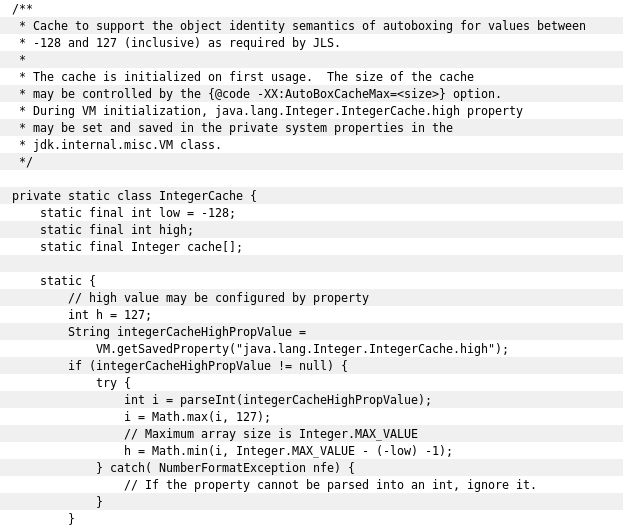 /**
 * Cache to support the object identity semantics of autoboxing for values between
 * -128 and 127 (inclusive) as required by JLS.
 *
 * The cache is initialized on first usage.  The size of the cache
 * may be controlled by the {@code -XX:AutoBoxCacheMax=<size>} option.
 * During VM initialization, java.lang.Integer.IntegerCache.high property
 * may be set and saved in the private system properties in the
 * jdk.internal.misc.VM class.
 */

private static class IntegerCache {
    static final int low = -128;
    static final int high;
    static final Integer cache[];

    static {
        // high value may be configured by property
        int h = 127;
        String integerCacheHighPropValue =
            VM.getSavedProperty("java.lang.Integer.IntegerCache.high");
        if (integerCacheHighPropValue != null) {
            try {
                int i = parseInt(integerCacheHighPropValue);
                i = Math.max(i, 127);
                // Maximum array size is Integer.MAX_VALUE
                h = Math.min(i, Integer.MAX_VALUE - (-low) -1);
            } catch( NumberFormatException nfe) {
                // If the property cannot be parsed into an int, ignore it.
            }
        }